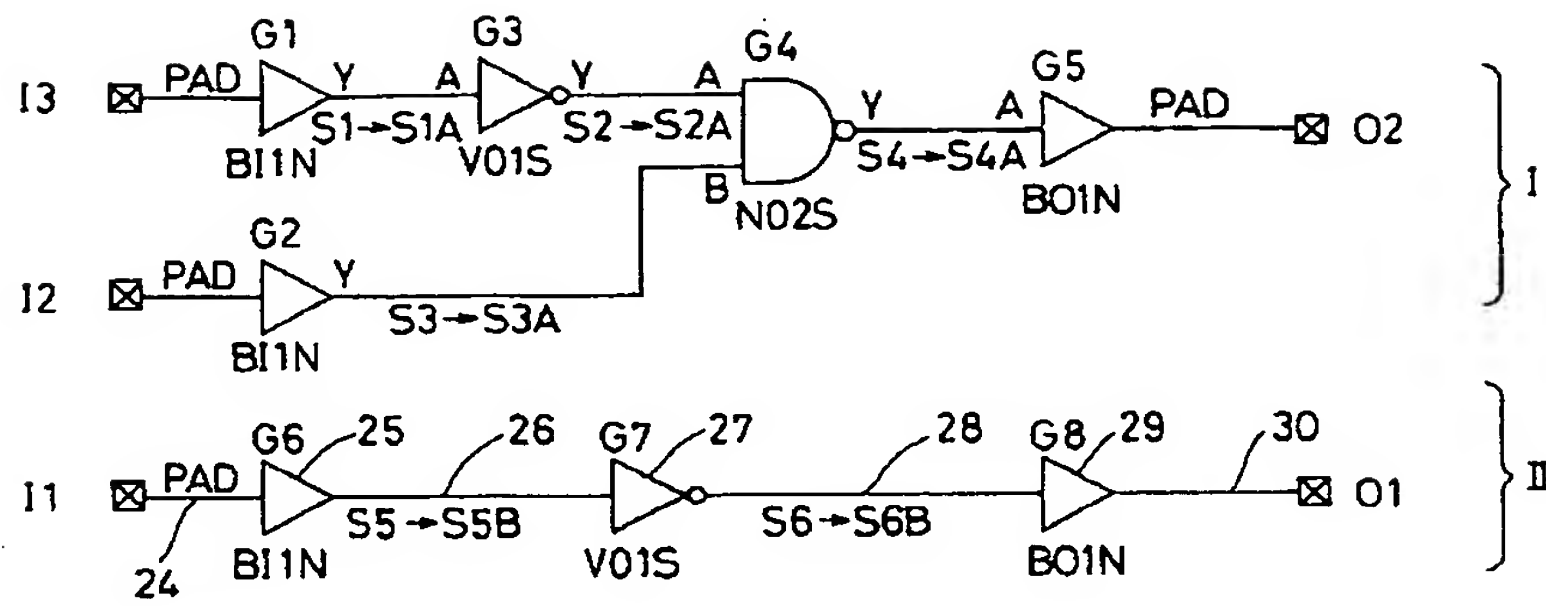 G1 G3 G4 G5
I3 PAD Y A Y A Y A PAD O2
S1→S1A S2→S2A S4→S4A
BI1N V01S B N02S BO1N
I
G2
I2 PAD Y
S3→S3A
BI1N
G6 25 26 G7 27 28 G8 29 30
I1 PAD O1
S5→S5B S6→S6B
24 BI1N V01S BO1N
II